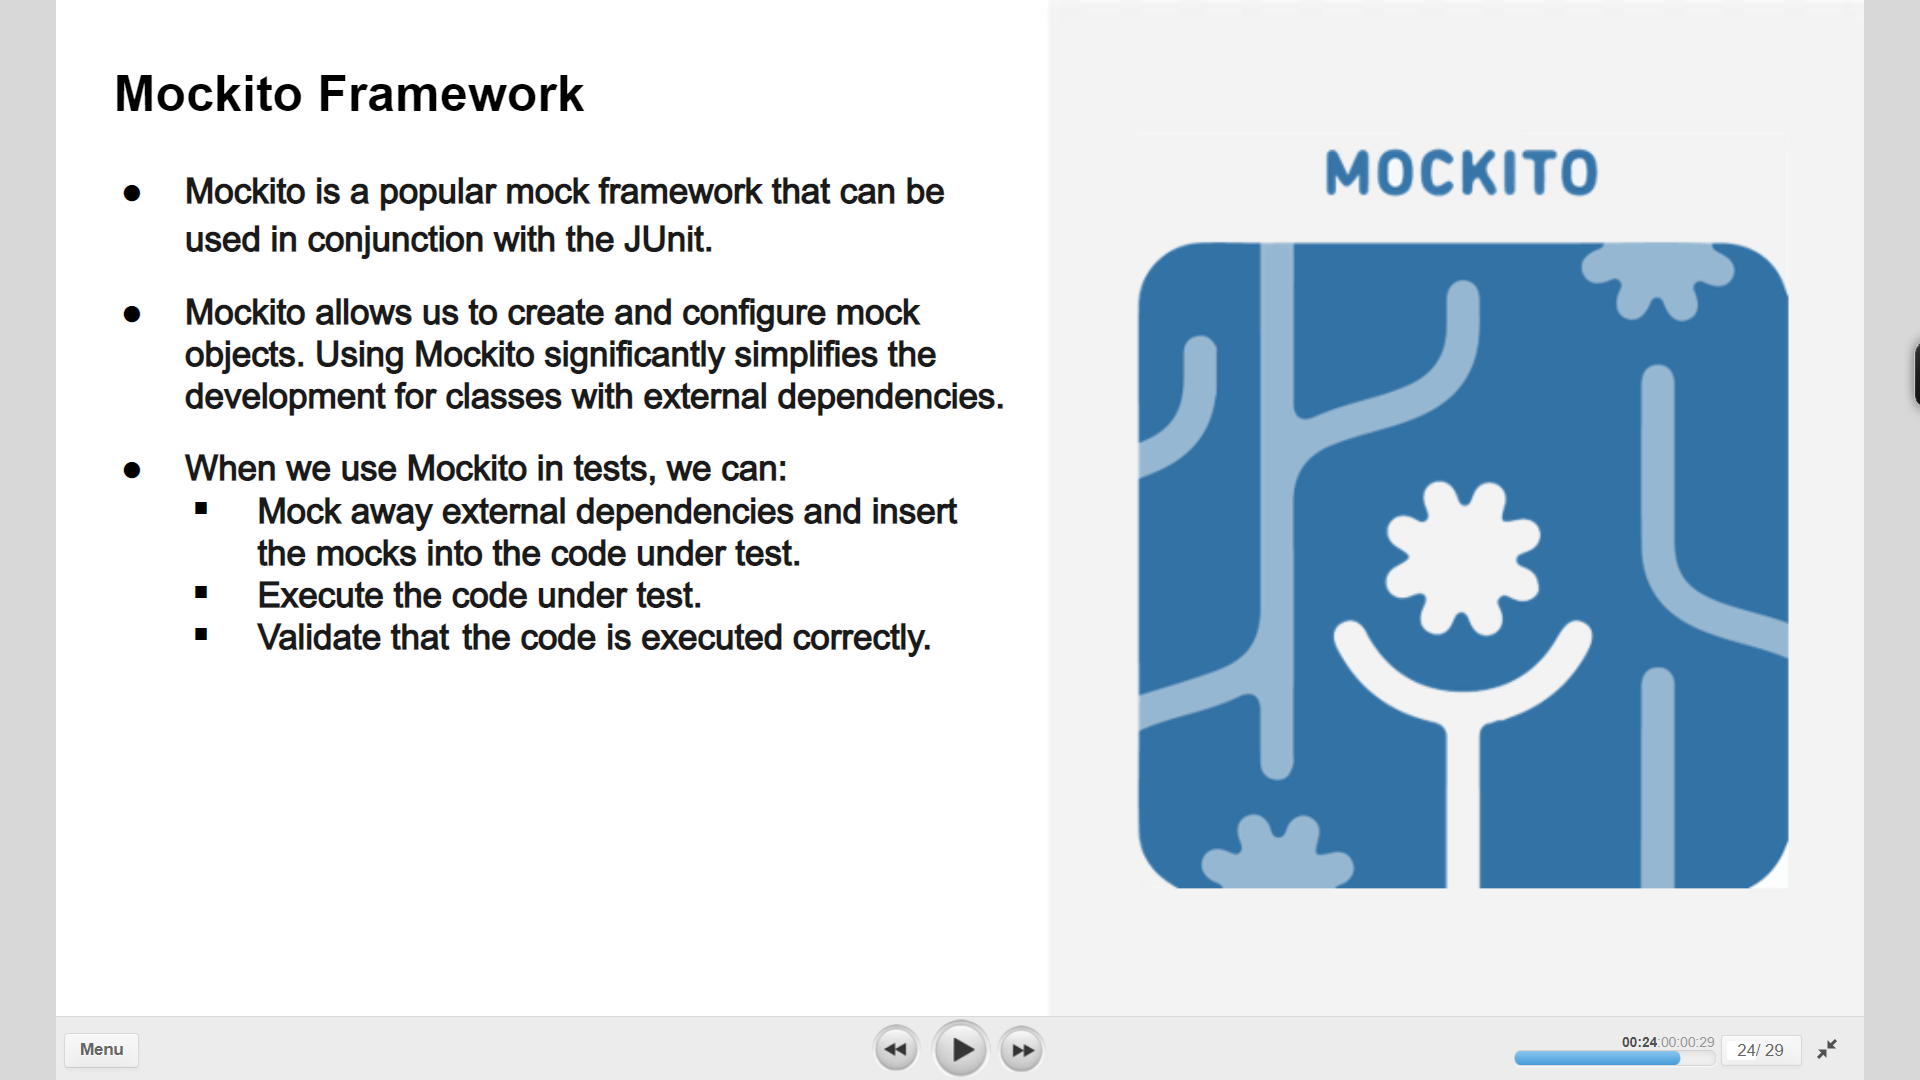 Mockito Framework
MOCKITO
● Mockito is a popular mock framework that can be
used in conjunction with the JUnit.
● Mockito allows us to create and configure mock
objects. Using Mockito significantly simplifies the
development for classes with external dependencies.
● When we use Mockito in tests, we can:
▪ Mock away external dependencies and insert
the mocks into the code under test.
▪ Execute the code under test.
▪ Validate that the code is executed correctly.
Menu
00:24:00:00:29
24/ 29